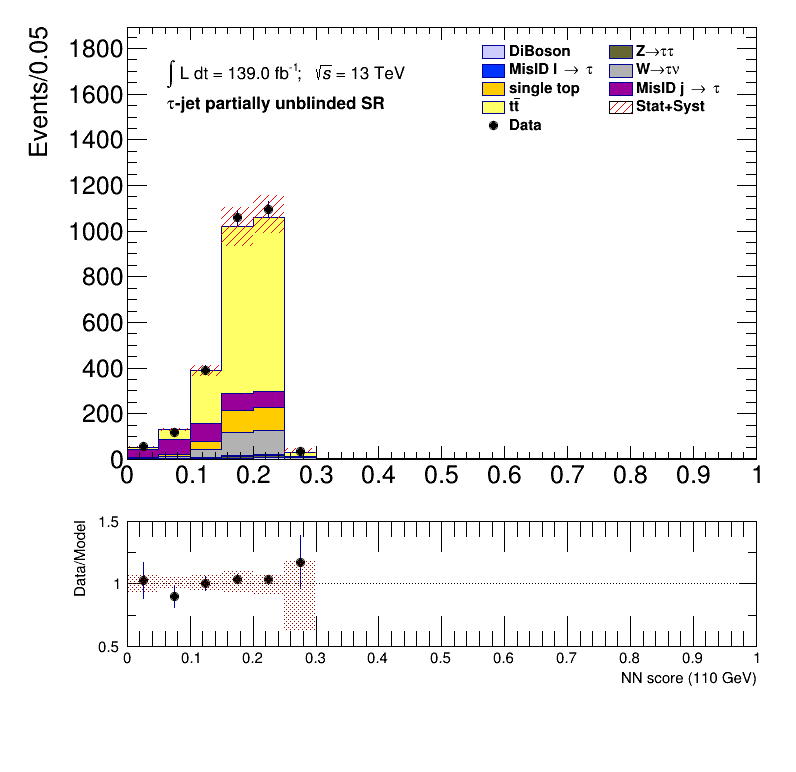 Events/0.05
1800
1600
1400
1200
1000
800
600
400
200
0
∫ L dt = 139.0 fb⁻¹; √s = 13 TeV
τ-jet partially unblinded SR
DiBoson
MisID l → τ
single top
tt̄
Data
Z→ττ
W→τν
MisID j → τ
Stat+Syst
0 0.1 0.2 0.3 0.4 0.5 0.6 0.7 0.8 0.9 1
Data/Model
1.5
1
0.5
0 0.1 0.2 0.3 0.4 0.5 0.6 0.7 0.8 0.9 1
NN score (110 GeV)